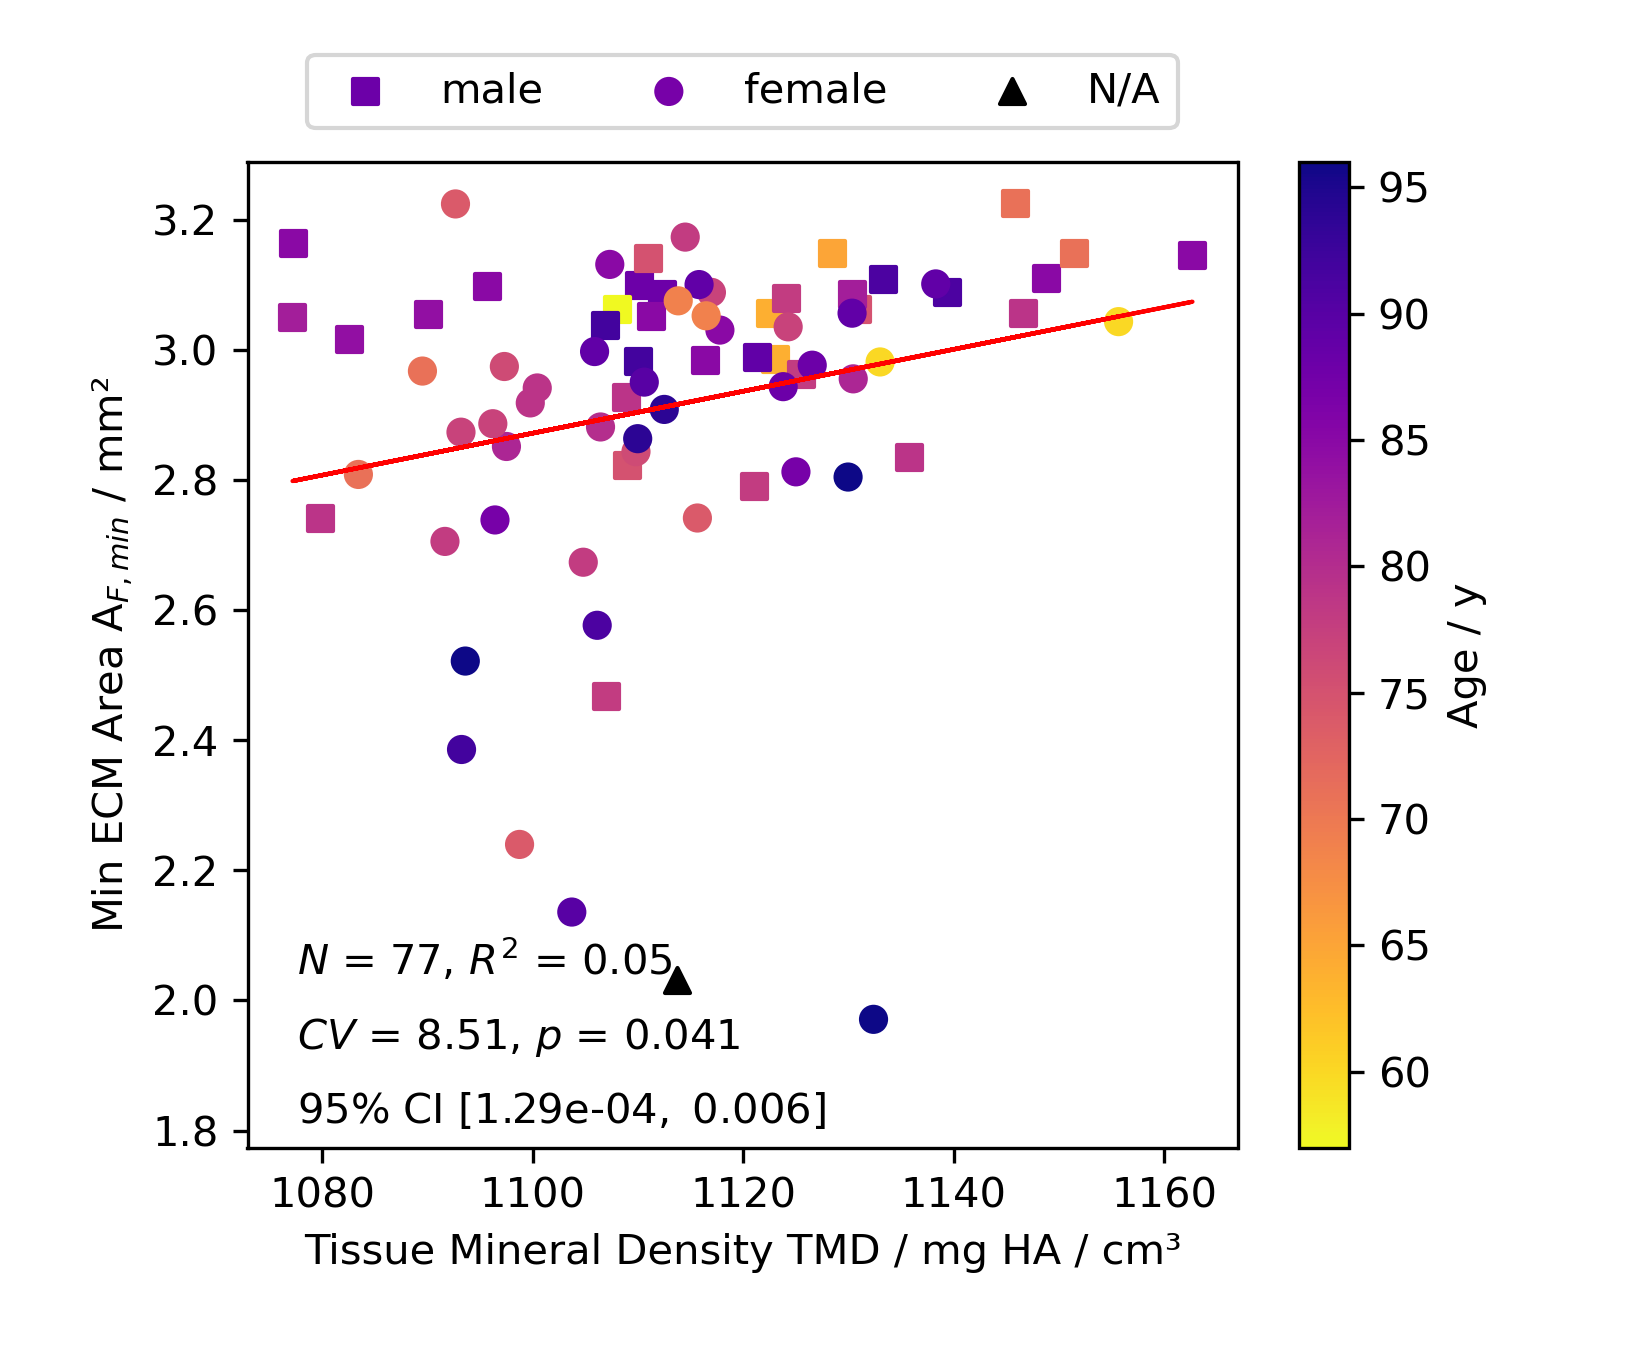 male female N/A
3.2
3.0
2.8
2.6
2.4
2.2
2.0
1.8
Min ECM Area A_{F, min} / mm²
N = 77, R² = 0.05
CV = 8.51, p = 0.041
95% CI [1.29e-04, 0.006]
1080 1100 1120 1140 1160
Tissue Mineral Density TMD / mg HA / cm³
95
90
85
80
75
70
65
60
Age / y